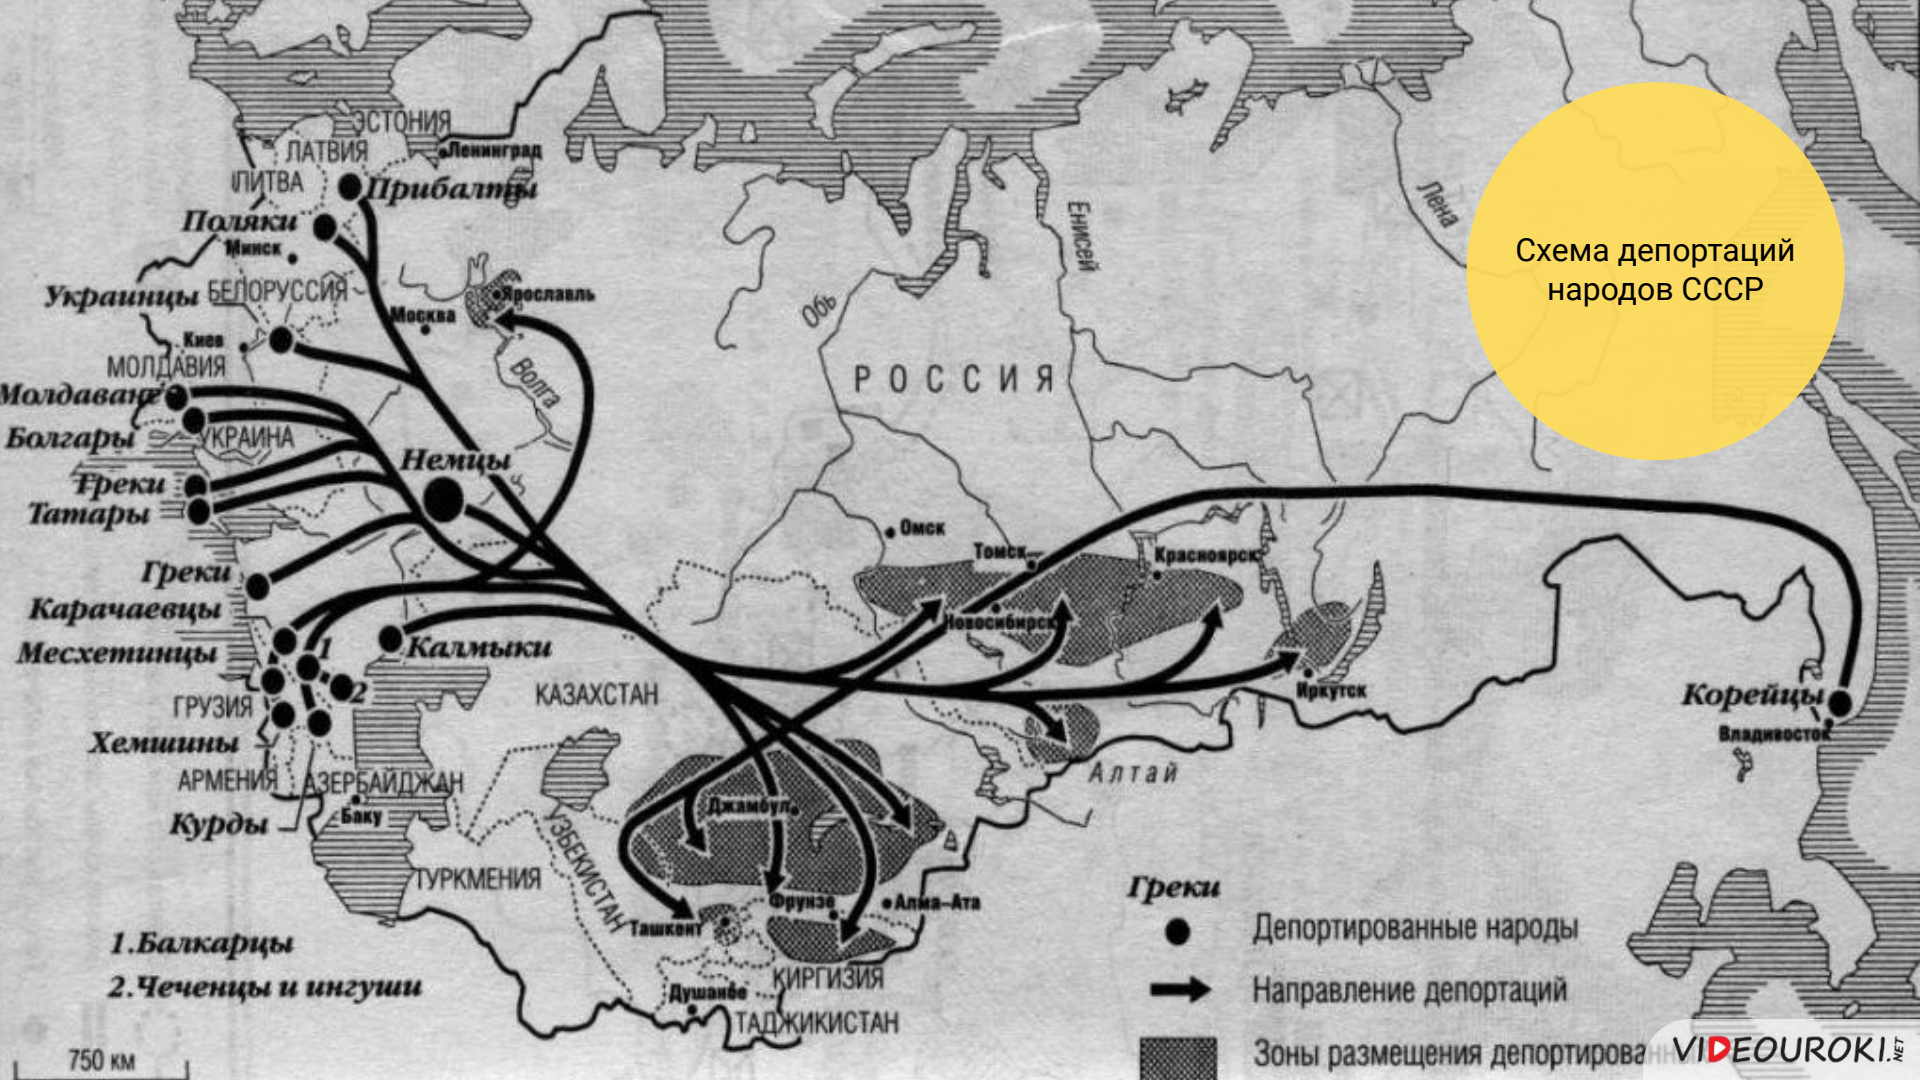 ЭСТОНИЯ
ЛАТВИЯ
Ленинград
ЛИТВА
Прибалты
Поляки
Минск
Украинцы
БЕЛОРУССИЯ
Ярославль
Москва
Киев
МОЛДАВИЯ
Волга
Молдаване
Болгары
УКРАИНА
Немцы
Греки
Татары
Греки
Карачаевцы
Месхетинцы
1
Калмыки
2
ГРУЗИЯ
Хемшины
АРМЕНИЯ
АЗЕРБАЙДЖАН
Баку
Курды
ТУРКМЕНИЯ
1.Балкарцы
2.Чеченцы и ингуши
750 км
Обь
Енисей
Лена
РОССИЯ
Схема депортаций
народов СССР
Омск
Томск
Красноярск
Новосибирск
Иркутск
КАЗАХСТАН
Алтай
Корейцы
Владивосток
Джамбул
УЗБЕКИСТАН
Ташкент
Фрунзе
Алма-Ата
КИРГИЗИЯ
Душанбе
ТАДЖИКИСТАН
Греки
Депортированные народы
Направление депортаций
Зоны размещения депортированных
VIDEOUROKI.NET